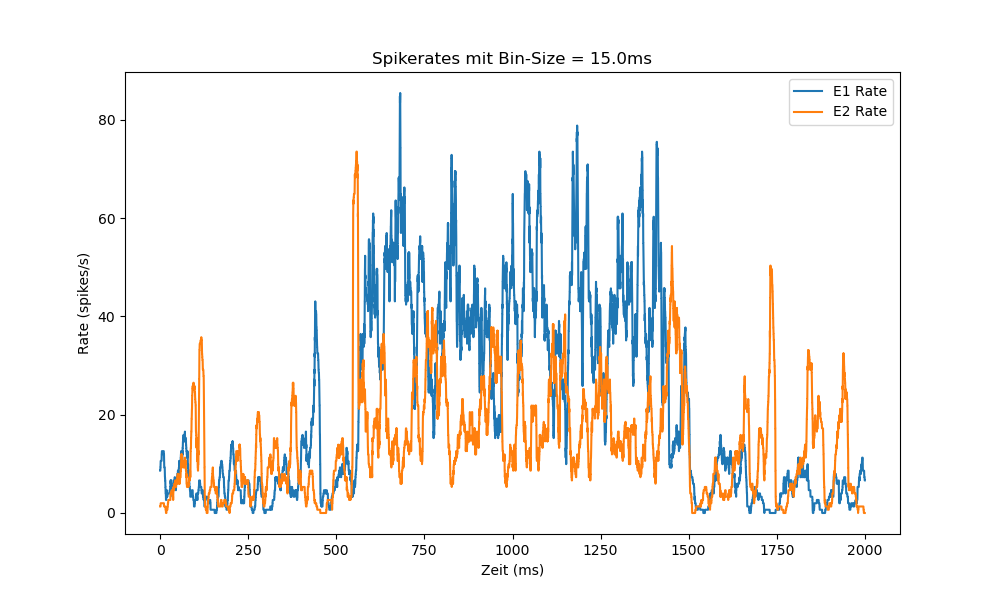 Spikerates mit Bin-Size = 15.0ms
E1 Rate
E2 Rate
Rate (spikes/s)
80
60
40
20
0
0 250 500 750 1000 1250 1500 1750 2000
Zeit (ms)